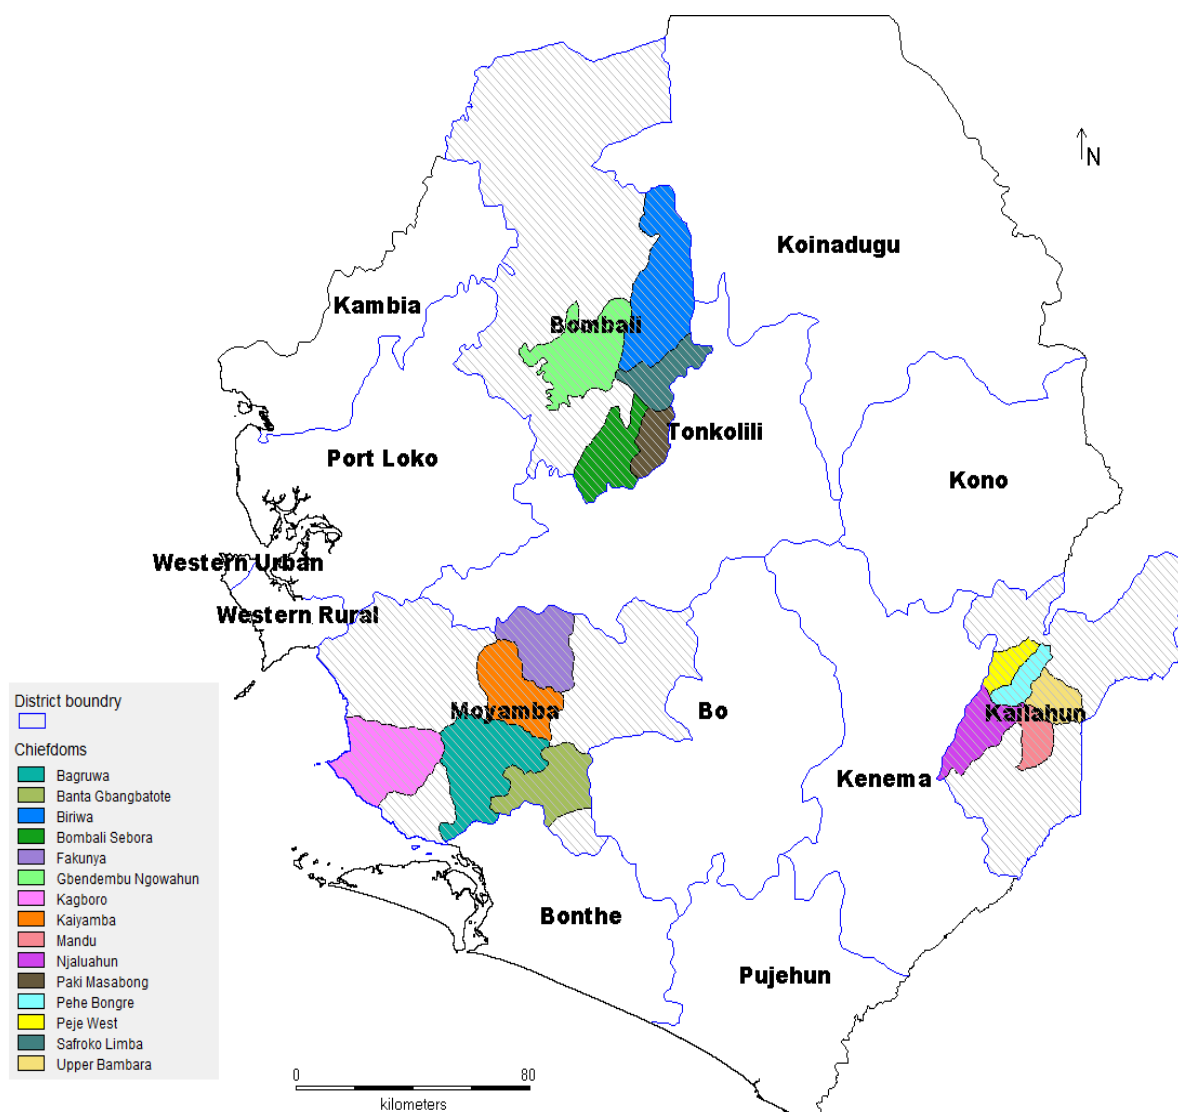 N
Koinadugu
Kambia
Bombali
Tonkolili
Port Loko
Kono
Western Urban
Western Rural
Moyamba
Bo
Kailahun
Kenema
Bonthe
Pujehun
District boundry
Chiefdoms
Bagruwa
Banta Gbangbatote
Biriwa
Bombali Sebora
Fakunya
Gbendembu Ngowahun
Kagboro
Kaiyamba
Mandu
Njaluahun
Paki Masabong
Pehe Bongre
Peje West
Safroko Limba
Upper Bambara
0 80
kilometers